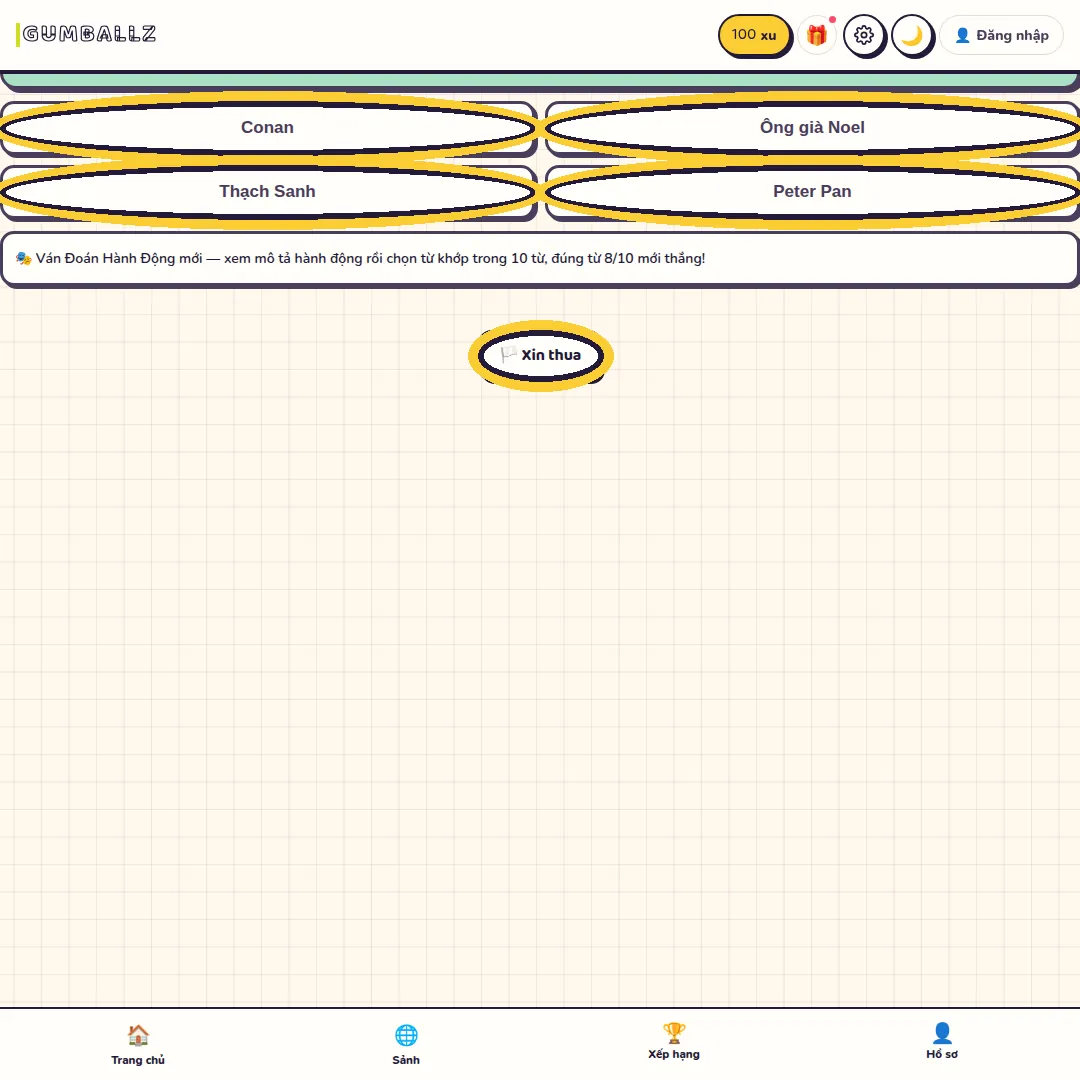 GUMBALLZ
100 xu
Đăng nhập
Conan
Ông già Noel
Thạch Sanh
Peter Pan
Ván Đoán Hành Động mới — xem mô tả hành động rồi chọn từ khớp trong 10 từ, đúng từ 8/10 mới thắng!
Xin thua
Trang chủ
Sảnh
Xếp hạng
Hồ sơ